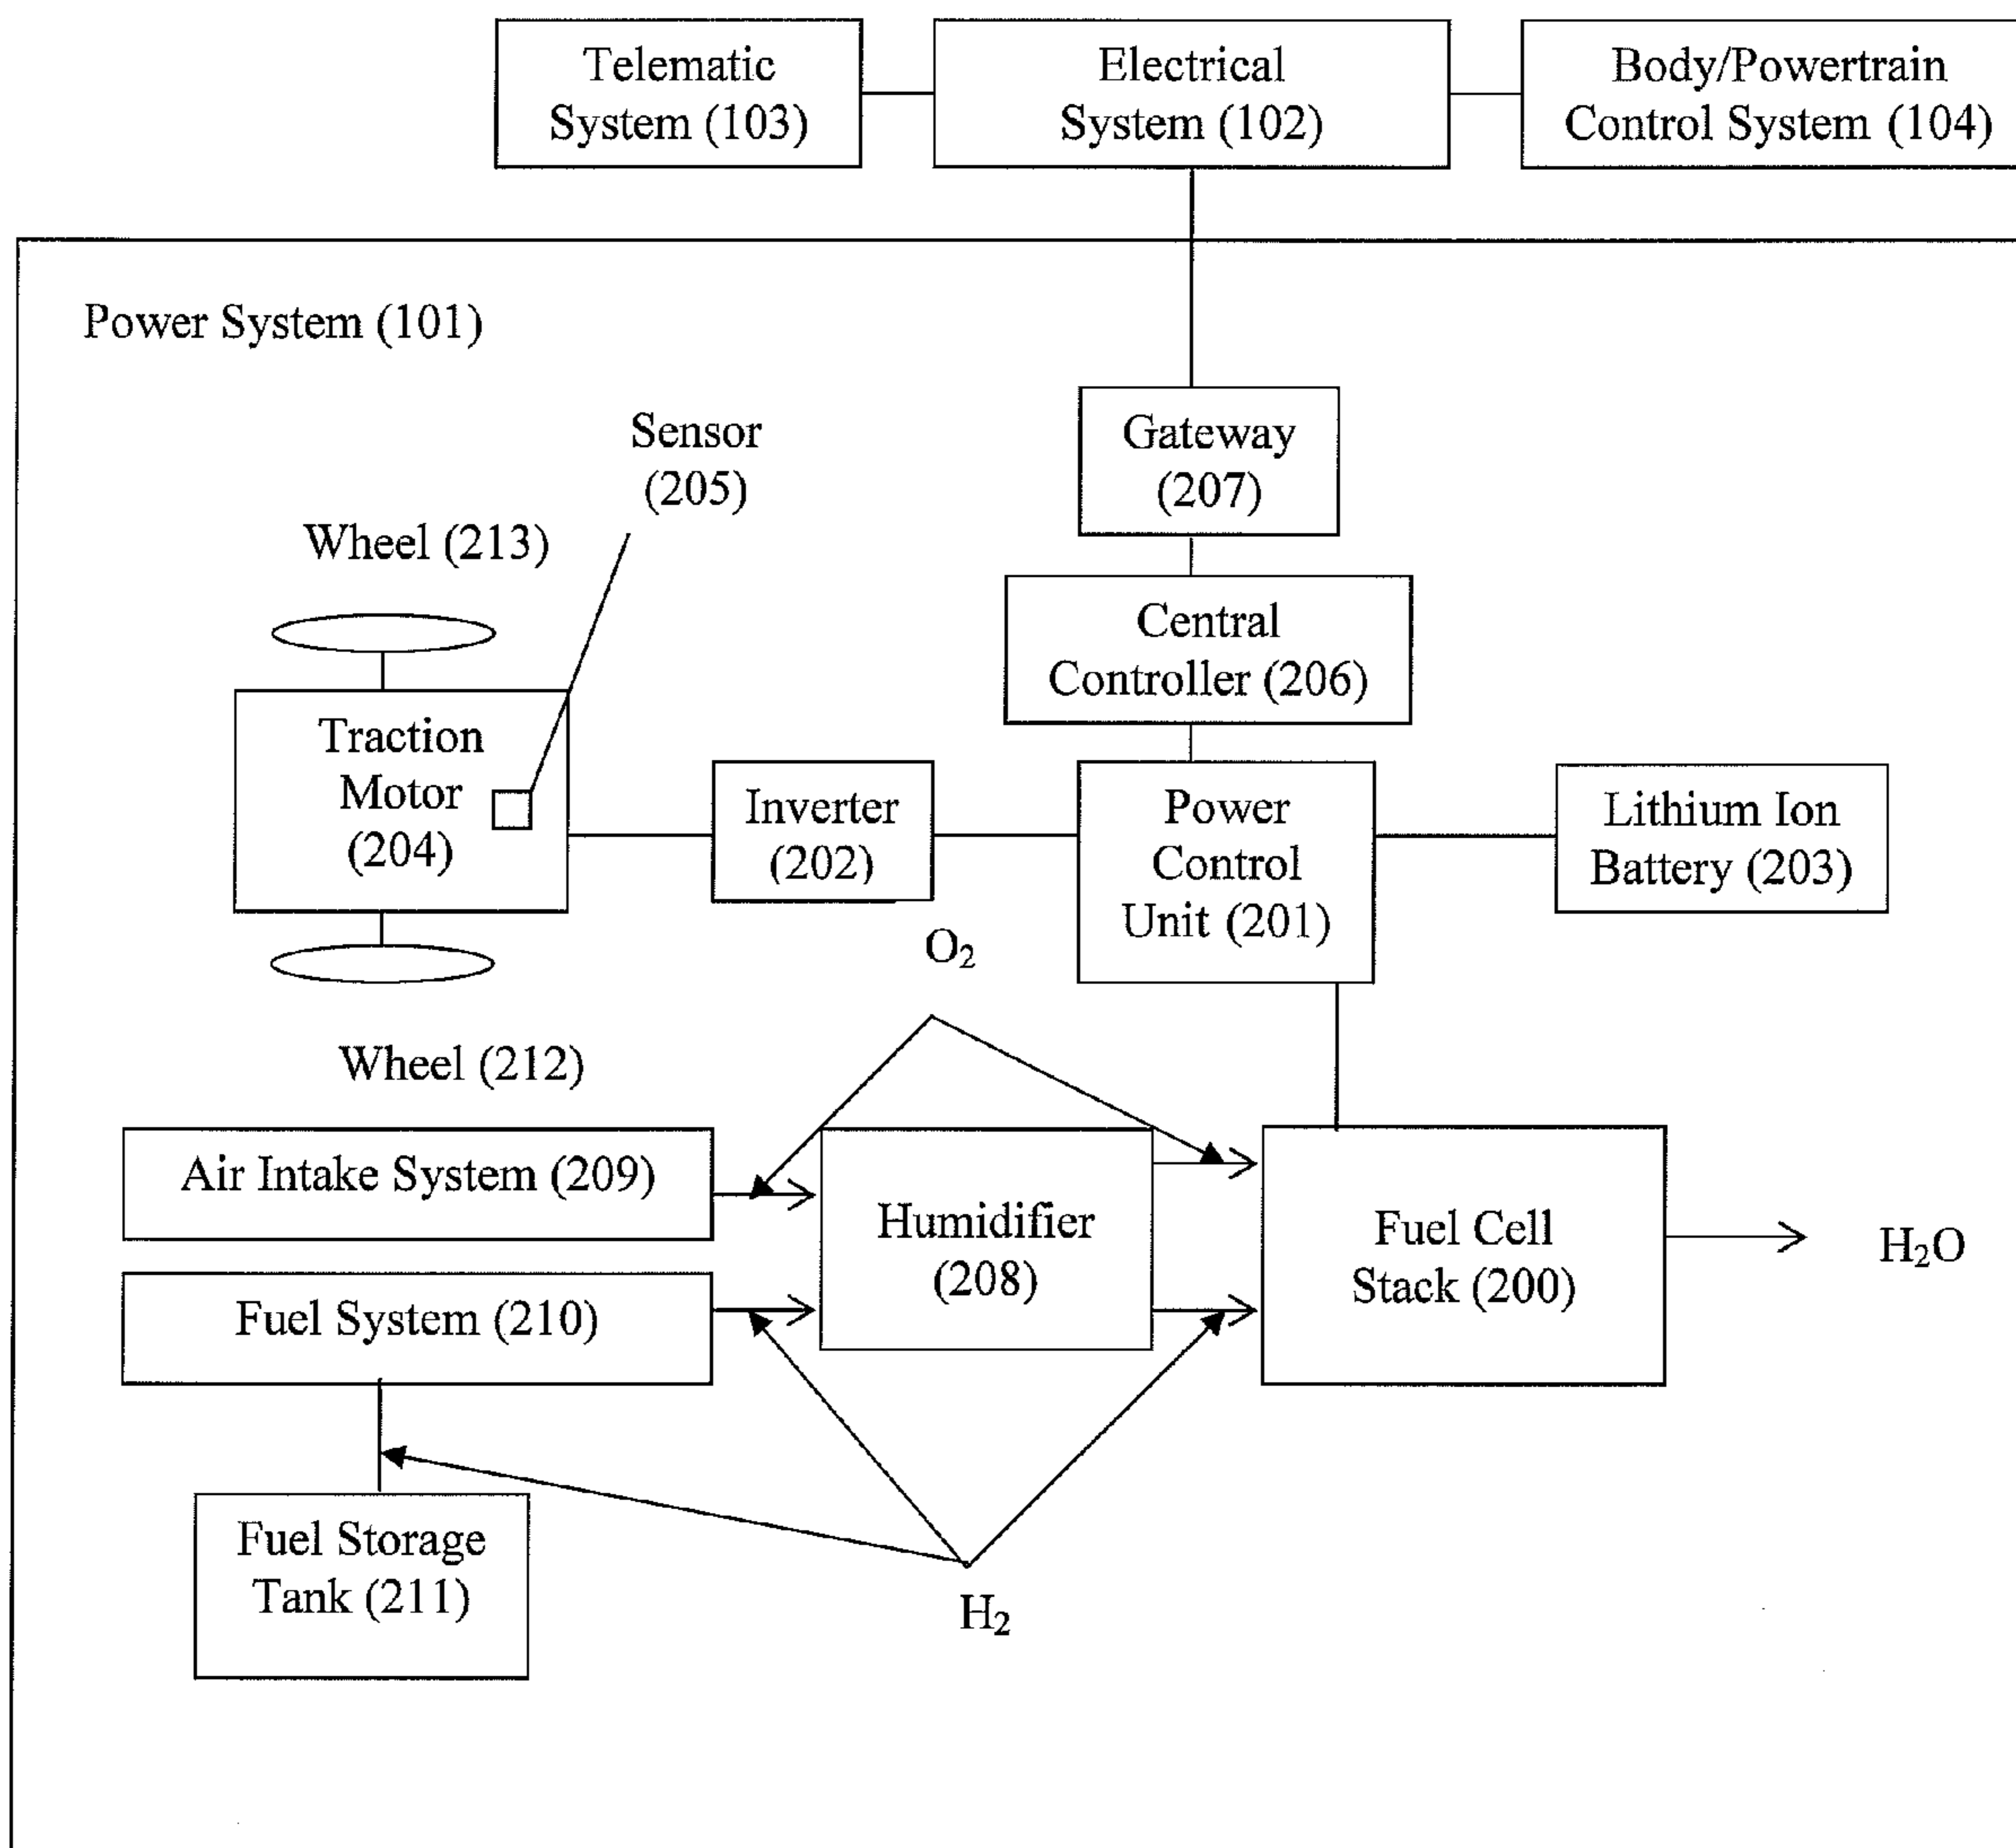 Telematic
System (103)
Electrical
System (102)
Body/Powertrain
Control System (104)
Power System (101)
Sensor
(205)
Gateway
(207)
Wheel (213)
Central
Controller (206)
Traction
Motor
(204)
Inverter
(202)
Power
Control
Unit (201)
Lithium Ion
Battery (203)
O₂
Wheel (212)
Air Intake System (209)
Humidifier
(208)
Fuel Cell
Stack (200)
H₂O
Fuel System (210)
Fuel Storage
Tank (211)
H₂